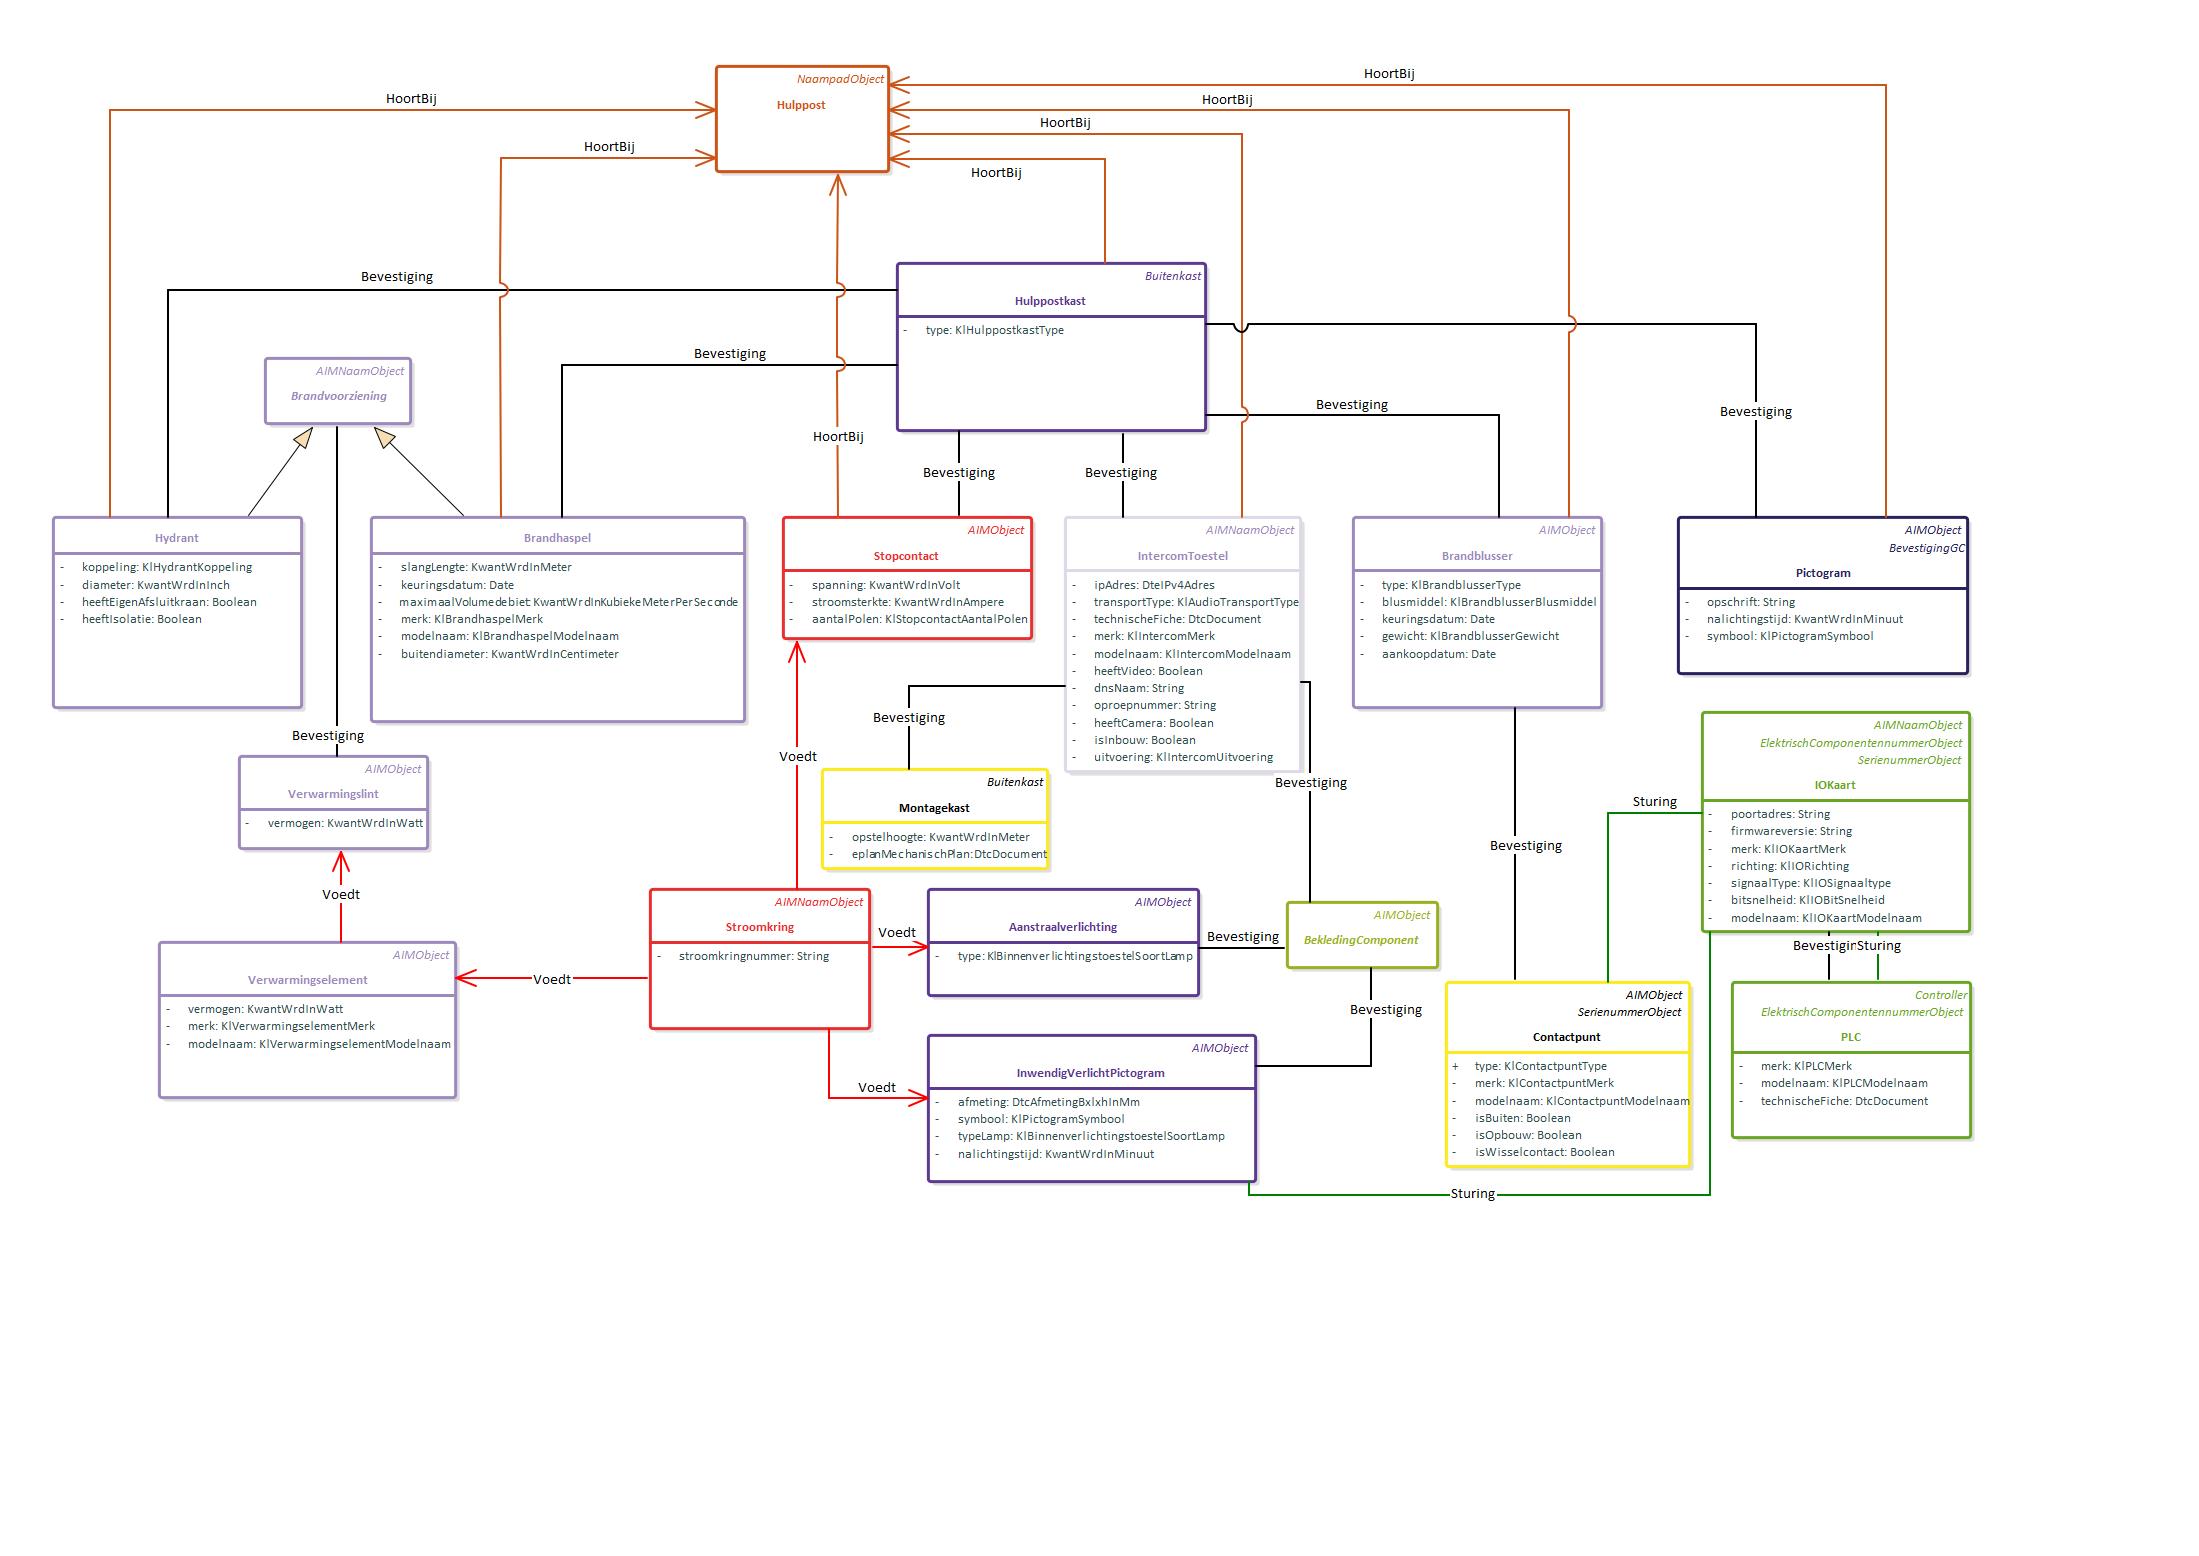 NaampadObject
Hulppost
HoortBij
HoortBij
HoortBij
HoortBij
HoortBij
HoortBij
HoortBij
Bevestiging
Buitenkast
Hulppostkast
- type: KlHulppostkastType
Bevestiging
Bevestiging
Bevestiging
Bevestiging
Bevestiging
AIMNaamObject
Brandvoorziening
Hydrant
- koppeling: KlHydrantKoppeling
- diameter: KwantWrdInInch
- heeftEigenAfsluitkraan: Boolean
- heeftIsolatie: Boolean
Brandhaspel
- slangLengte: KwantWrdInMeter
- keuringsdatum: Date
- maximaalVolumedebiet: KwantWrdInKubiekeMeterPerSeconde
- merk: KlBrandhaspelMerk
- modelnaam: KlBrandhaspelModelnaam
- buitendiameter: KwantWrdInCentimeter
AIMObject
Stopcontact
- spanning: KwantWrdInVolt
- stroomsterkte: KwantWrdInAmpere
- aantalPolen: KlStopcontactAantalPolen
AIMNaamObject
IntercomToestel
- ipAdres: DteIPv4Adres
- transportType: KlAudioTransportType
- technischeFiche: DtcDocument
- merk: KlIntercomMerk
- modelnaam: KlIntercomModelnaam
- heeftVideo: Boolean
- dnsNaam: String
- oproepnummer: String
- heeftCamera: Boolean
- isInbouw: Boolean
- uitvoering: KlIntercomUitvoering
AIMObject
Brandblusser
- type: KlBrandblusserType
- blusmiddel: KlBrandblusserBlusmiddel
- keuringsdatum: Date
- gewicht: KlBrandblusserGewicht
- aankoopdatum: Date
AIMObject
BevestigingGC
Pictogram
- opschrift: String
- nalichtingstijd: KwantWrdInMinuut
- symbool: KlPictogramSymbool
Bevestiging
Bevestiging
Voedt
Bevestiging
Bevestiging
AIMObject
Verwarmingslint
- vermogen: KwantWrdInWatt
Buitenkast
Montagekast
- opstelhoogte: KwantWrdInMeter
- eplanMechanischPlan: DtcDocument
AIMNaamObject
ElektrischComponentennummerObject
SerienummerObject
IOKaart
- poortadres: String
- firmwareversie: String
- merk: KlIOKaartMerk
- richting: KlIORichting
- signaalType: KlIOSignaaltype
- bitsnelheid: KlIOBitSnelheid
- modelnaam: KlIOKaartModelnaam
Sturing
Voedt
AIMNaamObject
Stroomkring
- stroomkringnummer: String
Voedt
AIMObject
Aanstraalverlichting
- type: KlBinnenverlichtingstoestelSoortLamp
Bevestiging
AIMObject
BekledingComponent
BevestiginSturing
AIMObject
Verwarmingselement
- vermogen: KwantWrdInWatt
- merk: KlVerwarmingselementMerk
- modelnaam: KlVerwarmingselementModelnaam
Voedt
Bevestiging
Voedt
AIMObject
InwendigVerlichtPictogram
- afmeting: DtcAfmetingBxlxhInMm
- symbool: KlPictogramSymbool
- typeLamp: KlBinnenverlichtingstoestelSoortLamp
- nalichtingstijd: KwantWrdInMinuut
AIMObject
SerienummerObject
Contactpunt
+ type: KlContactpuntType
- merk: KlContactpuntMerk
- modelnaam: KlContactpuntModelnaam
- isBuiten: Boolean
- isOpbouw: Boolean
- isWisselcontact: Boolean
Controller
ElektrischComponentennummerObject
PLC
- merk: KlPLCMerk
- modelnaam: KlPLCModelnaam
- technischeFiche: DtcDocument
Sturing